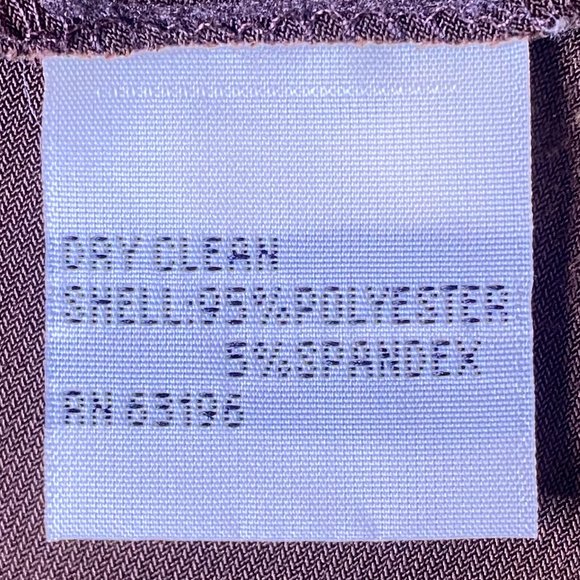 DRY CLEAN
SHELL:95%POLYESTER
5%SPANDEX
RN 63196